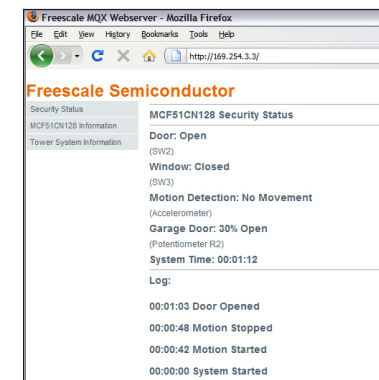 Freescale MQX Webserver - Mozilla Firefox
File Edit View History Bookmarks Tools Help
http://169.254.3.3/
Freescale Semiconductor
Security Status
MCF51CN128 Information
Tower System Information
MCF51CN128 Security Status
Door: Open
(SW2)
Window: Closed
(SW3)
Motion Detection: No Movement
(Accelerometer)
Garage Door: 30% Open
(Potentiometer R2)
System Time: 00:01:12
Log:
00:01:03 Door Opened
00:00:48 Motion Stopped
00:00:42 Motion Started
00:00:00 System Started